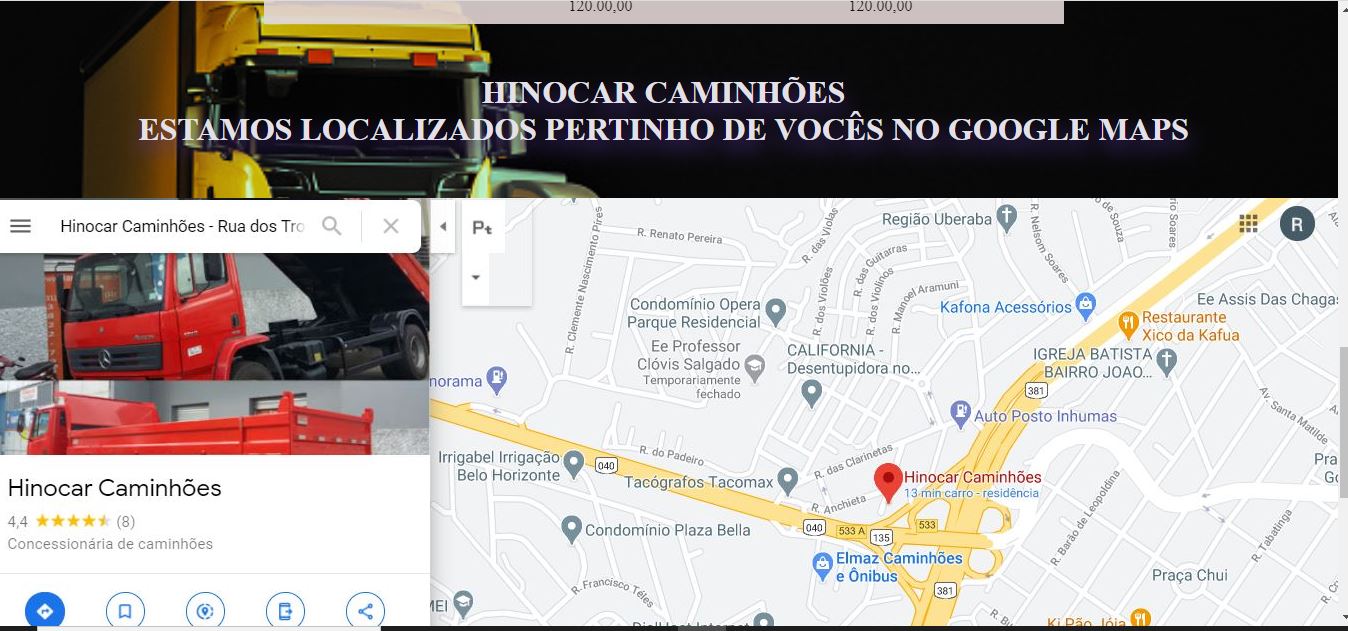 120.00,00 120.00,00
HINOCAR CAMINHÕES
ESTAMOS LOCALIZADOS PERTINHO DE VOCÊS NO GOOGLE MAPS
Hinocar Caminhões - Rua dos Tro
Hinocar Caminhões
4,4 (8)
Concessionária de caminhões
Região Uberaba
R. Renato Pereira
R. Clemente Nascimento Pires
R. das Violas
R. das Guitarras
R. dos Violões
R. dos Violinos
R. Manoel Aramuni
R. Nelsom Soares
de Souza
rio Soares
R
Condomínio Opera
Parque Residencial
Kafona Acessórios
Ee Assis Das Chagas
Restaurante
Xico da Kafua
Ee Professor
Clóvis Salgado
Temporariamente
fechado
CALIFORNIA -
Desentupidora no...
IGREJA BATISTA
BAIRRO JOAO...
norama
381
Auto Posto Inhumas
Av. Santa Matilde
R. do Padeiro
R. das Clarinetas
Irrigabel Irrigação
Belo Horizonte
040
Tacógrafos Tacomax
Hinocar Caminhões
13 min carro - residência
R. Anchieta
Pra
Go
Condomínio Plaza Bella
040
533 A
533
135
R. Barão de Leopoldina
R. Tabatinga
Elmaz Caminhões
e Ônibus
381
Praça Chui
R. Francisco Téles
MEI
DialHost Internet
Ki Pão, Jóia